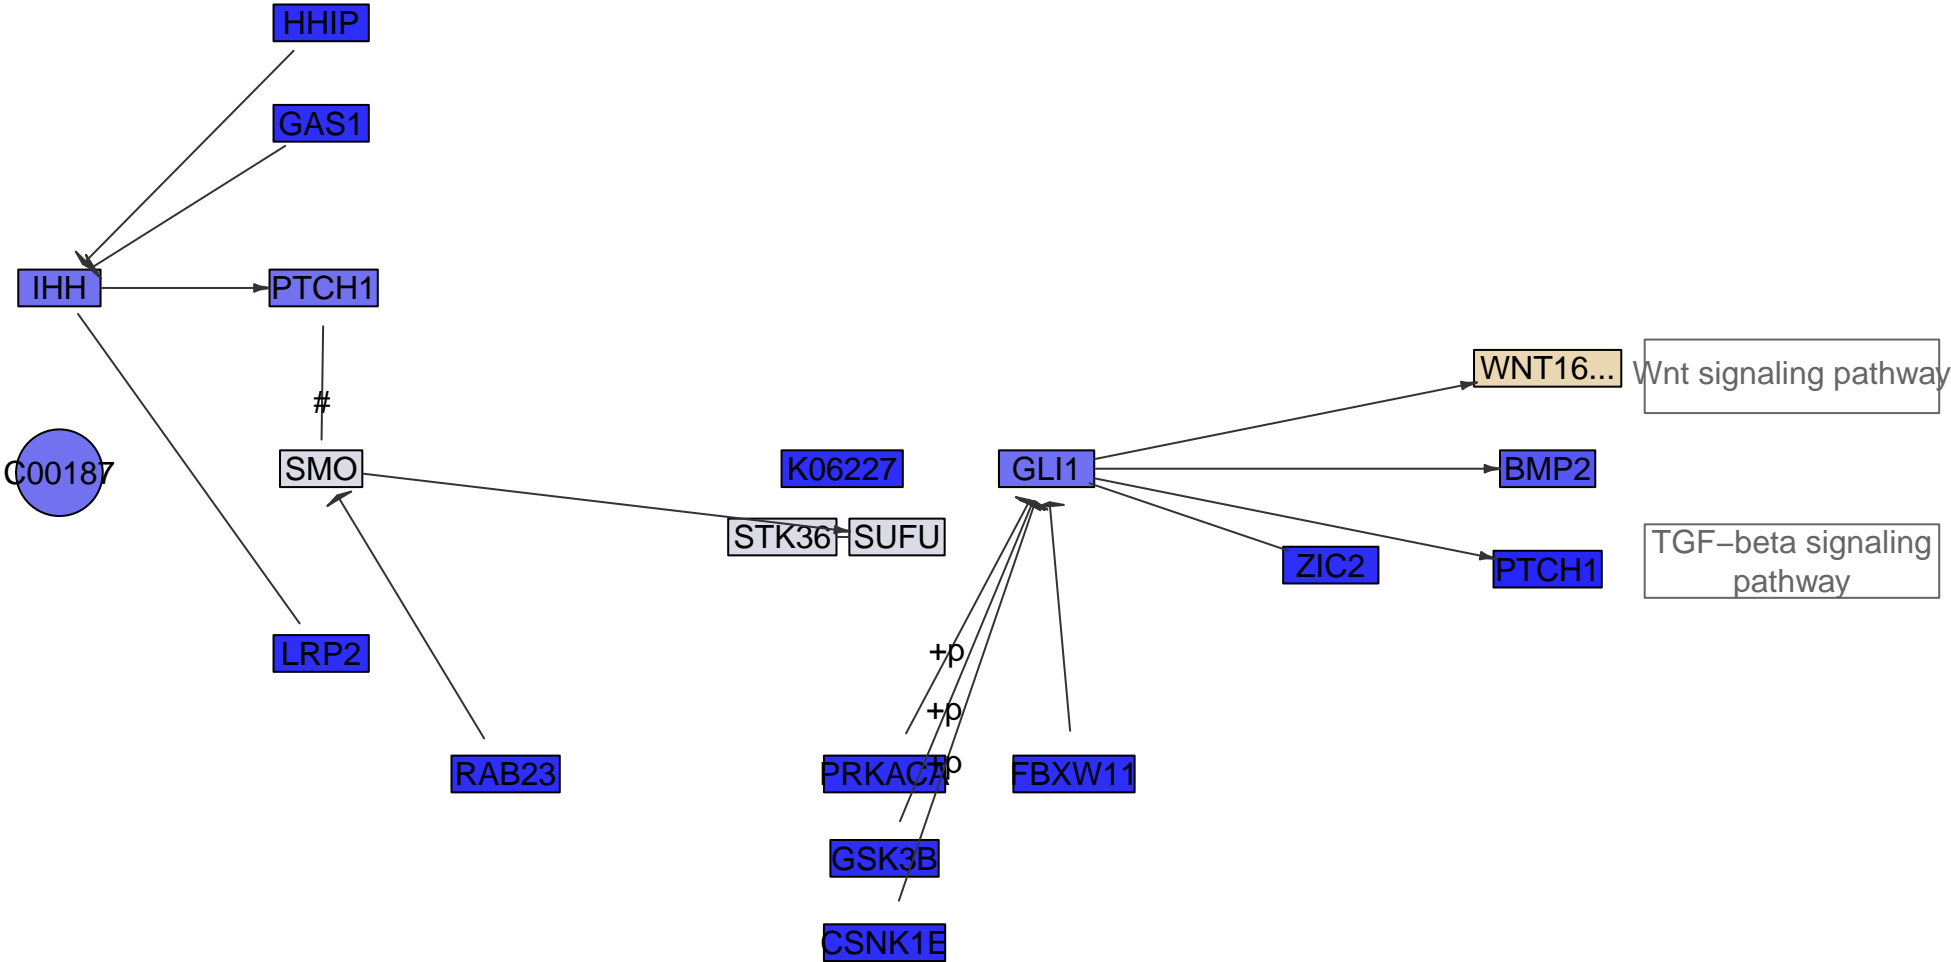 HHIP
GAS1
IHH
PTCH1
#
WNT16...
Wnt signaling pathway
C00187
SMO
K06227
GLI1
BMP2
STK36
SUFU
TGF−beta signaling
pathway
ZIC2
PTCH1
LRP2
+p
+p
+p
RAB23
PRKACA
FBXW11
GSK3B
CSNK1E